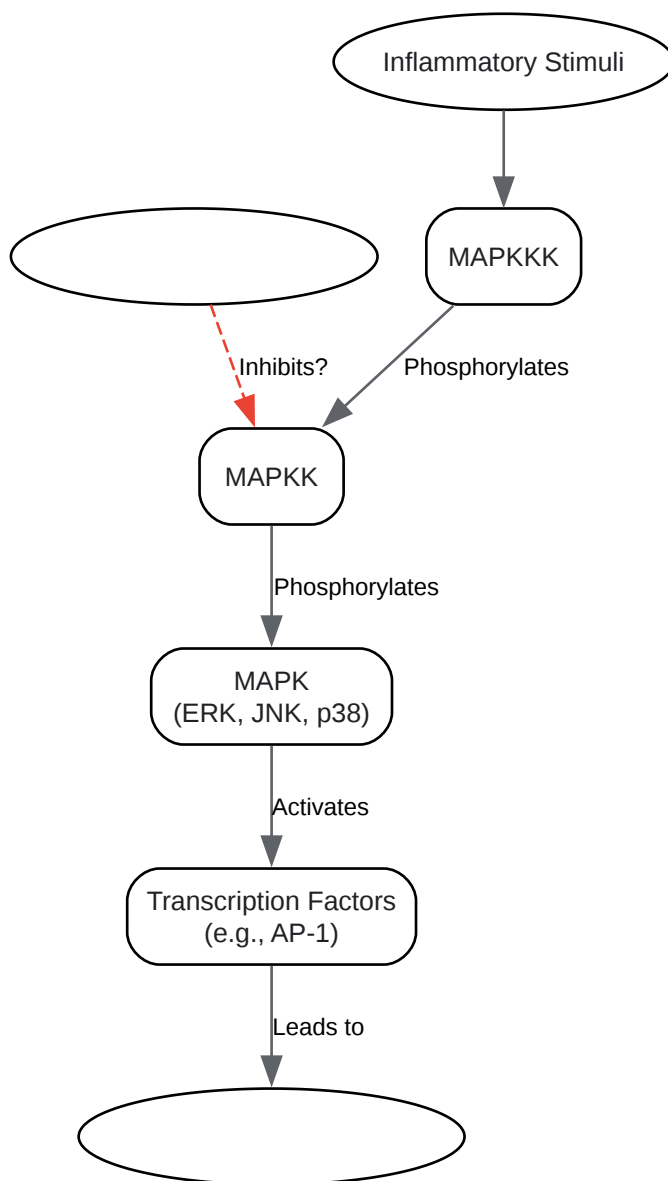 Inflammatory Stimuli
MAPKKK
Inhibits?
Phosphorylates
MAPKK
Phosphorylates
MAPK
(ERK, JNK, p38)
Activates
Transcription Factors
(e.g., AP-1)
Leads to